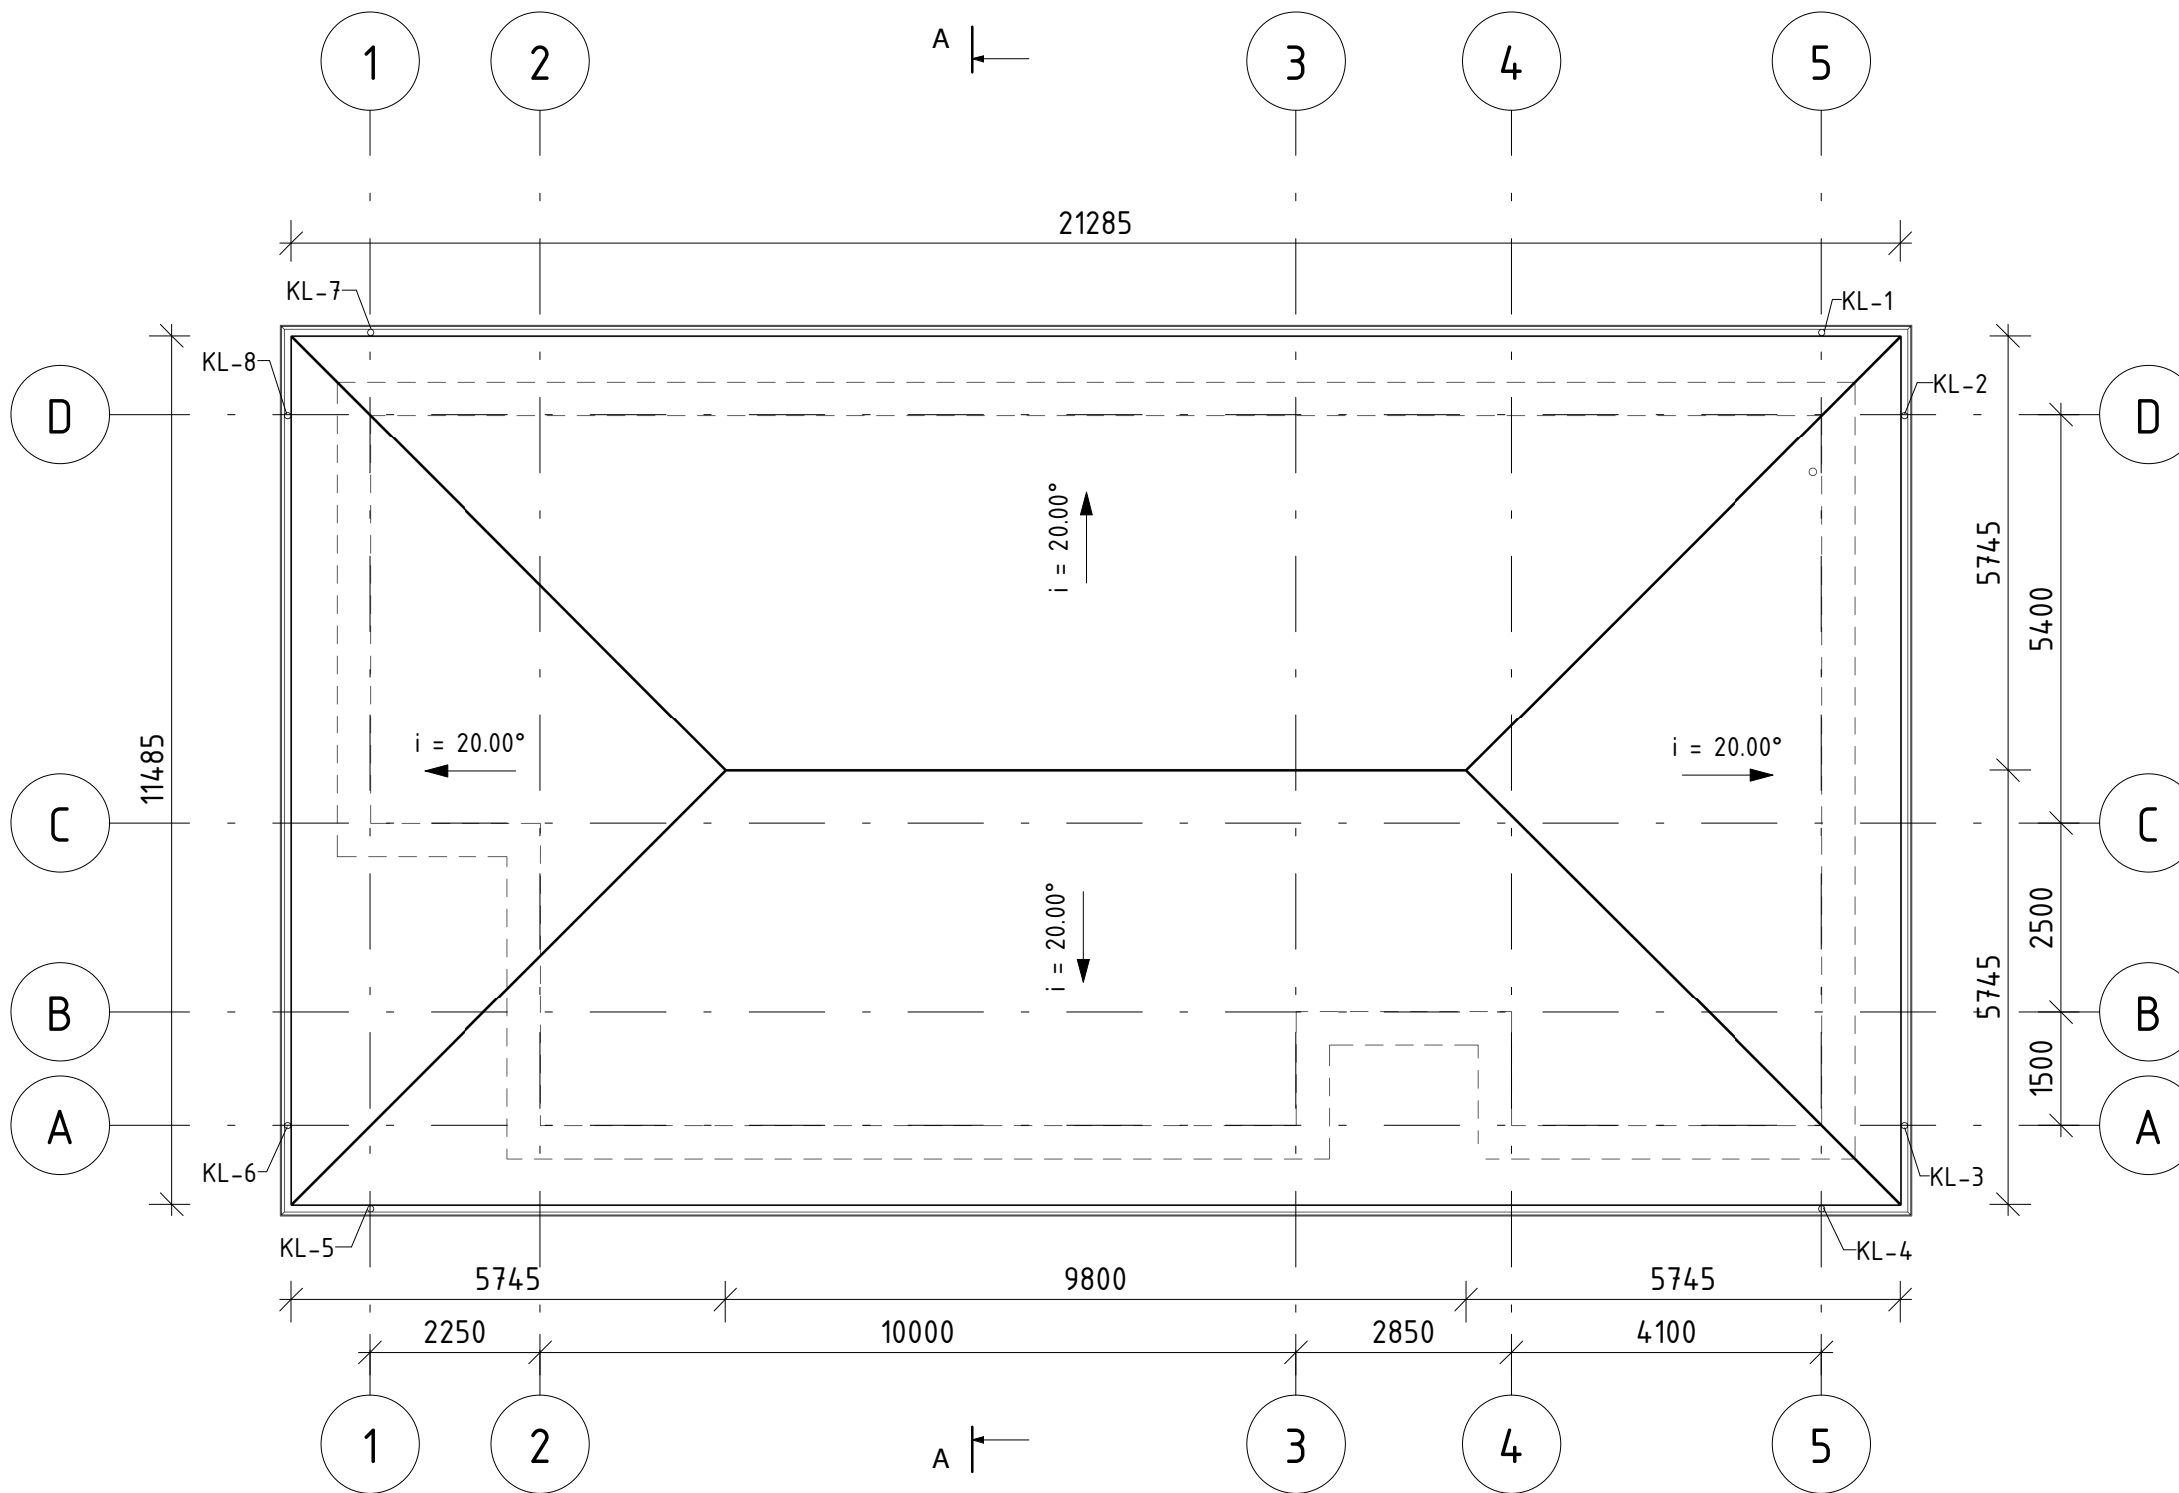 1 2 A 3 4 5
21285
KL-7 KL-1
KL-8 KL-2
D D
i = 20.00°
5745
5400
i = 20.00° i = 20.00°
11485
C C
i = 20.00°
2500
5745
B B
1500
A A
KL-6 KL-3
KL-5 KL-4
5745 9800 5745
2250 10000 2850 4100
1 2 A 3 4 5